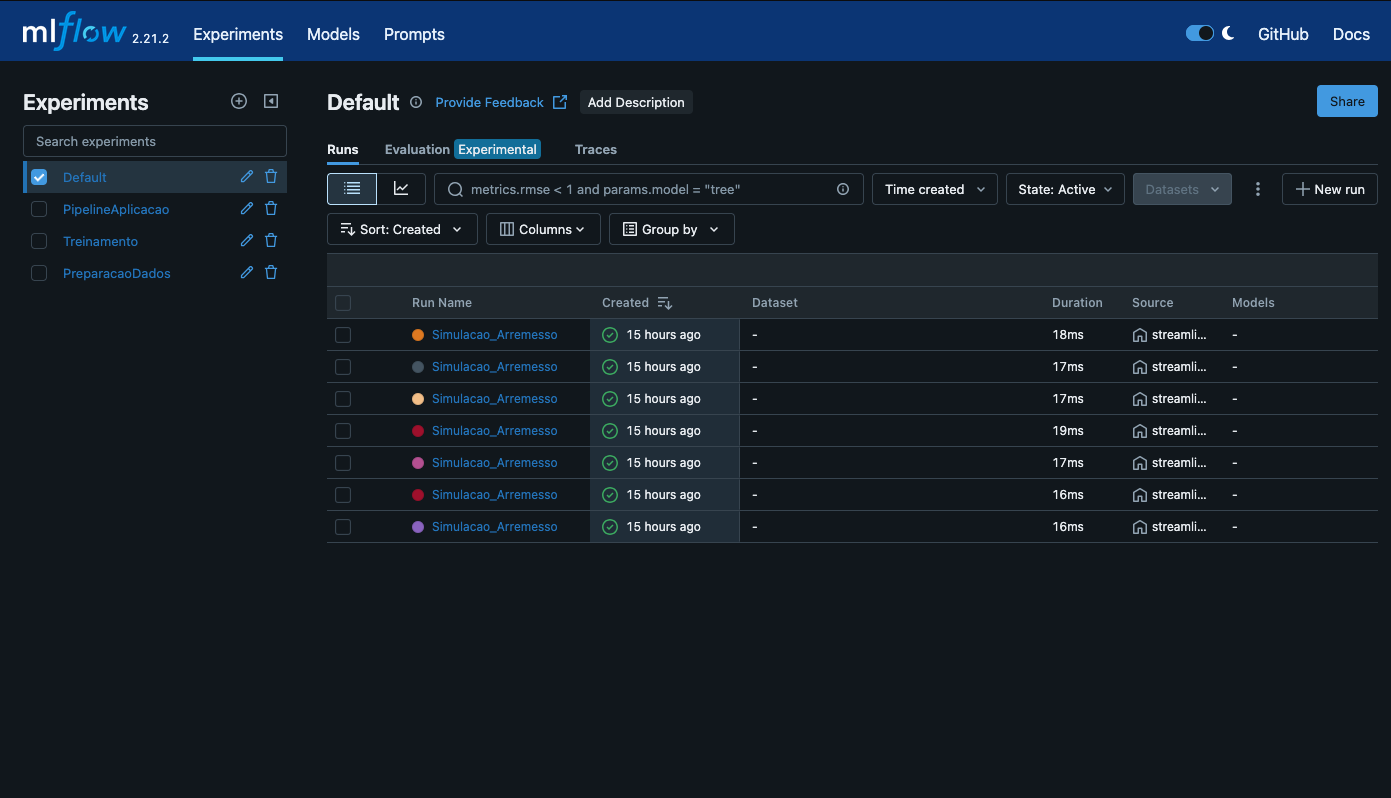 mlflow 2.21.2 Experiments Models Prompts GitHub Docs
Experiments
Search experiments
Default
PipelineAplicacao
Treinamento
PreparacaoDados
Default Provide Feedback Add Description Share
Runs Evaluation Experimental Traces
metrics.rmse < 1 and params.model = "tree" Time created State: Active Datasets New run
Sort: Created Columns Group by
Run Name Created Dataset Duration Source Models
Simulacao_Arremesso 15 hours ago - 18ms streamli... -
Simulacao_Arremesso 15 hours ago - 17ms streamli... -
Simulacao_Arremesso 15 hours ago - 17ms streamli... -
Simulacao_Arremesso 15 hours ago - 19ms streamli... -
Simulacao_Arremesso 15 hours ago - 17ms streamli... -
Simulacao_Arremesso 15 hours ago - 16ms streamli... -
Simulacao_Arremesso 15 hours ago - 16ms streamli... -